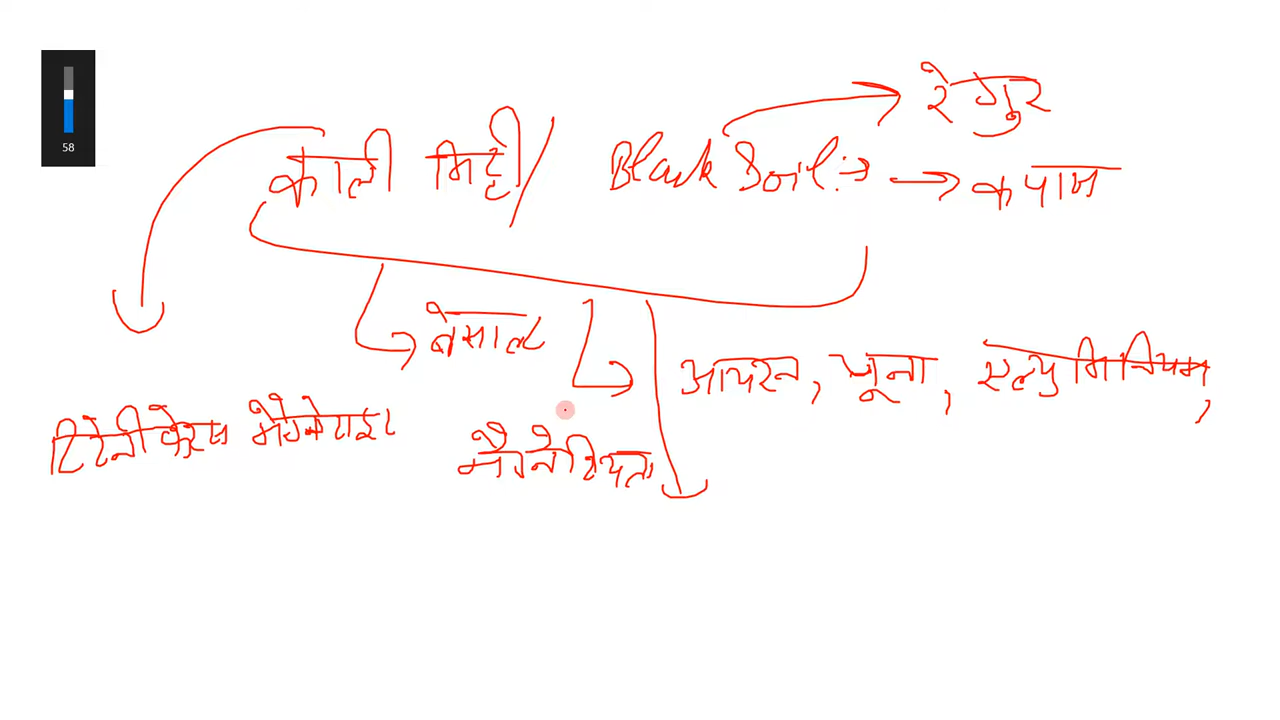 58
रेगुर
काली मिट्टी / Black Soil :→ → कपास
बेसाल्ट
आयरन, चूना, एल्युमिनियम,
टिटेनीफेरस मैग्नेटाइट
मैग्नेशियम